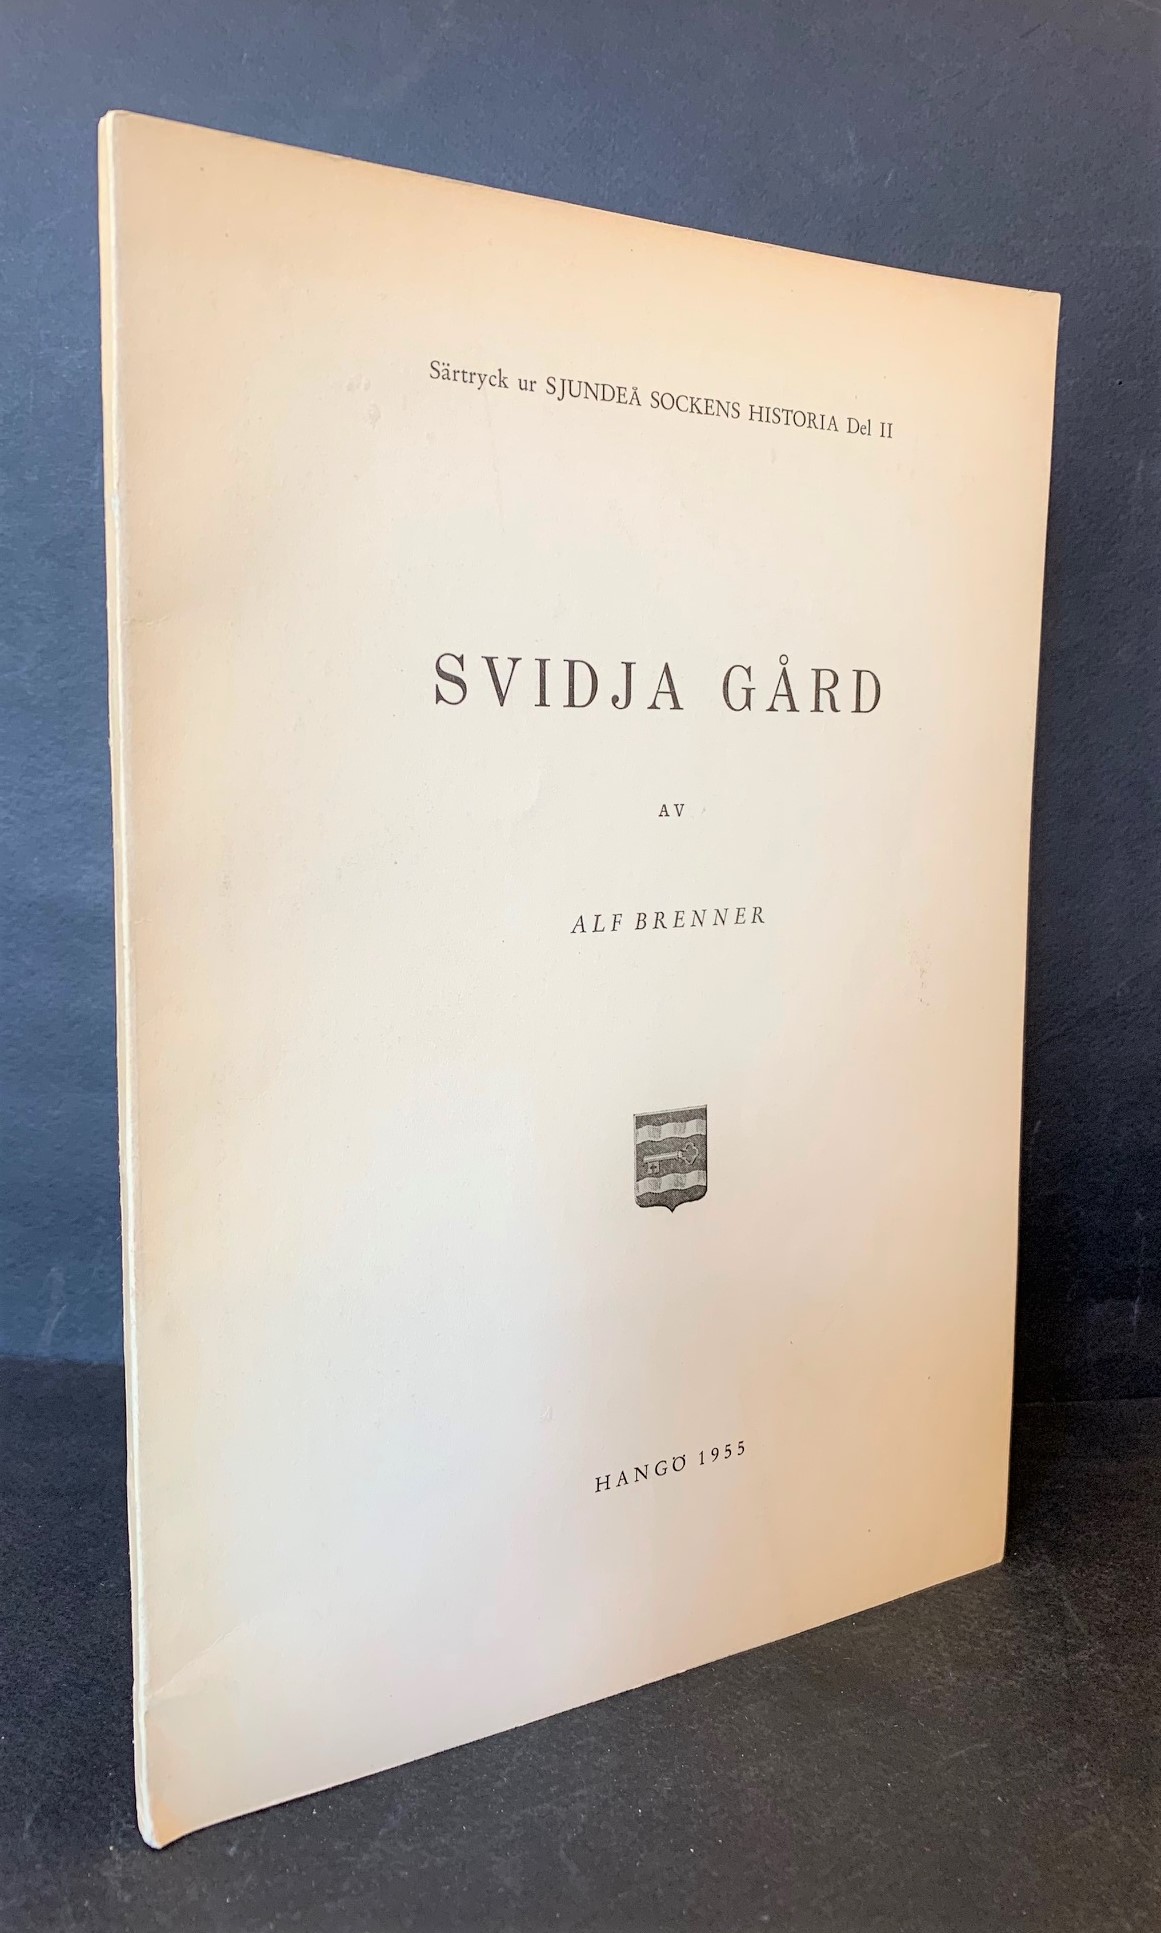 Särtryck ur SJUNDEÅ SOCKENS HISTORIA Del II
SVIDJA GÅRD
AV
ALF BRENNER
HANGÖ 1955